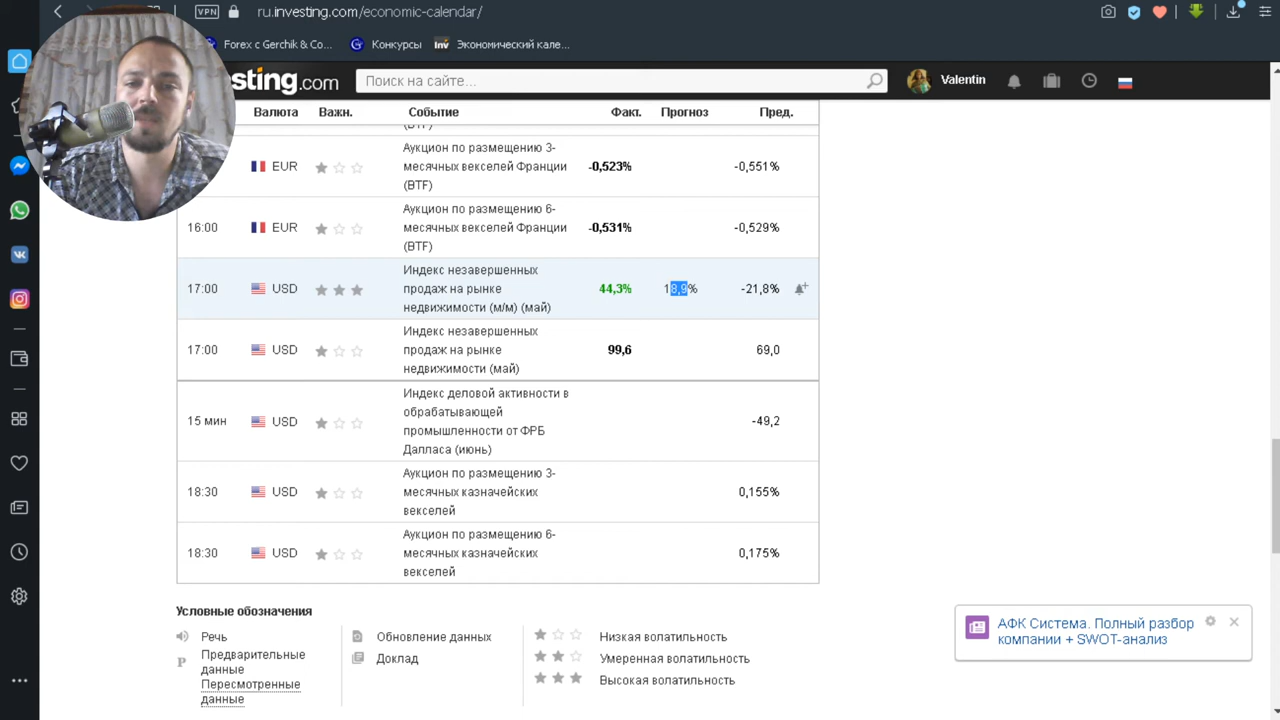 VPN
ru.investing.com/economic-calendar/
Forex с Gerchik & Co...
Конкурсы
Inv
Экономический кале...
sting.com
Поиск на сайте...
Valentin
Валюта Важн. Событие Факт. Прогноз Пред.
(BTF)
EUR
Аукцион по размещению 3-
месячных векселей Франции
(BTF)
-0,523%
-0,551%
16:00
EUR
Аукцион по размещению 6-
месячных векселей Франции
(BTF)
-0,531%
-0,529%
17:00
USD
Индекс незавершенных
продаж на рынке
недвижимости (м/м) (май)
44,3%
18,9%
-21,8%
17:00
USD
Индекс незавершенных
продаж на рынке
недвижимости (май)
99,6
69,0
15 мин
USD
Индекс деловой активности в
обрабатывающей
промышленности от ФРБ
Далласа (июнь)
-49,2
18:30
USD
Аукцион по размещению 3-
месячных казначейских
векселей
0,155%
18:30
USD
Аукцион по размещению 6-
месячных казначейских
векселей
0,175%
Условные обозначения
Речь
P
Предварительные
данные
Пересмотренные
данные
Обновление данных
Доклад
Низкая волатильность
Умеренная волатильность
Высокая волатильность
АФК Система. Полный разбор
компании + SWOT-анализ